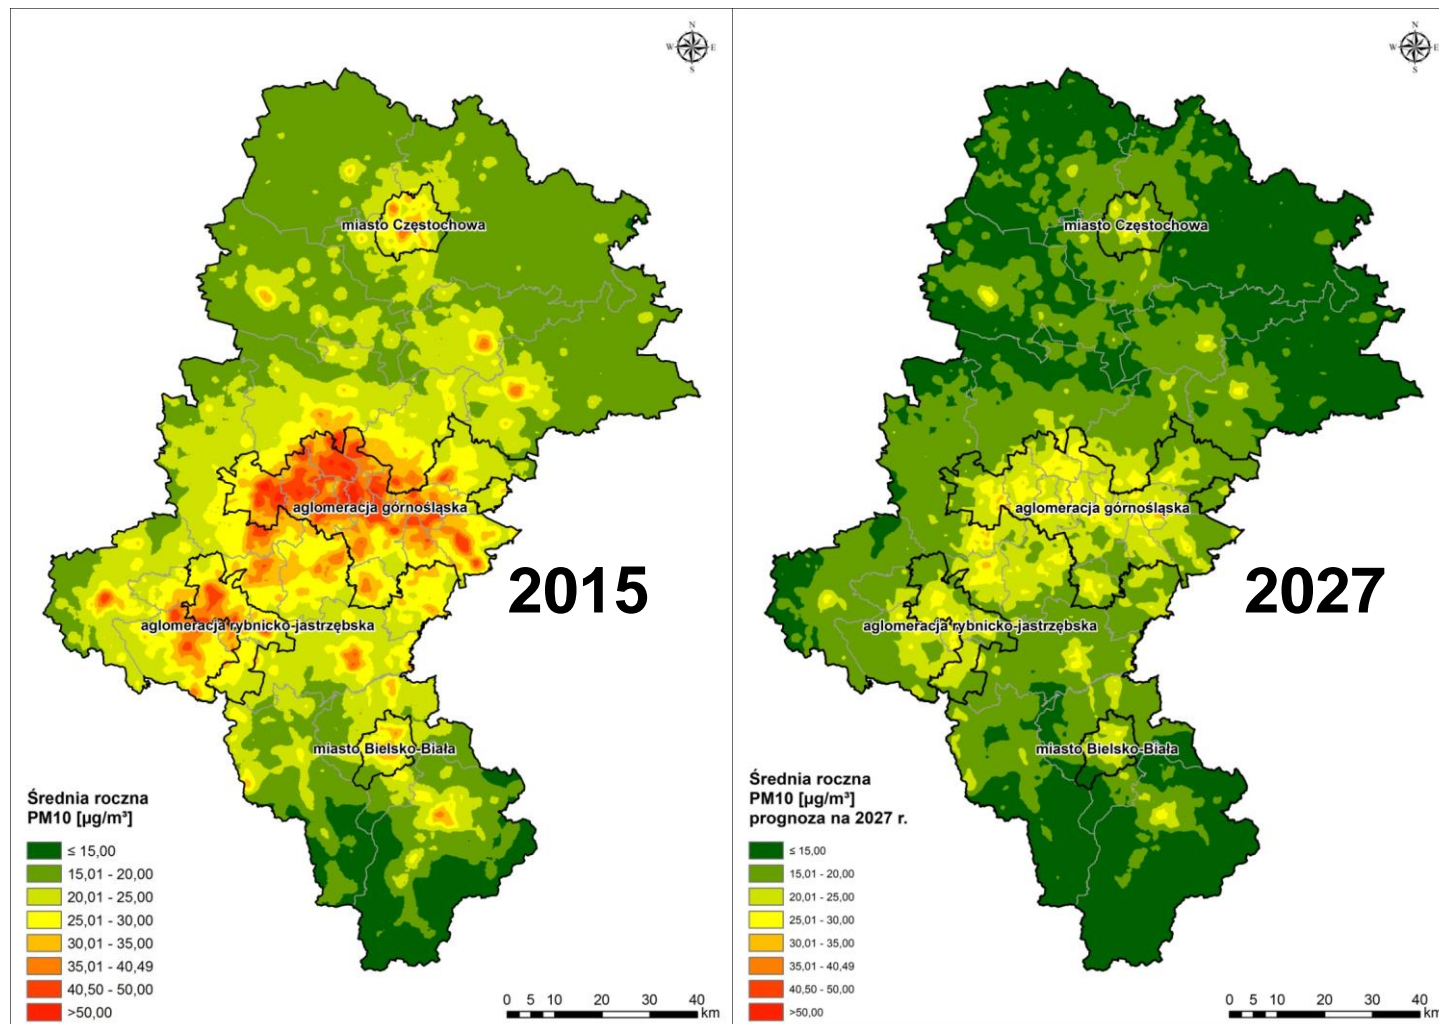 N
W E
S
miasto Częstochowa
aglomeracja górnośląska
2015
aglomeracja rybnicko-jastrzębska
miasto Bielsko-Biała
Średnia roczna
PM10 [µg/m³]
≤ 15,00
15,01 - 20,00
20,01 - 25,00
25,01 - 30,00
30,01 - 35,00
35,01 - 40,49
40,50 - 50,00
>50,00
0 5 10 20 30 40
km
N
W E
S
miasto Częstochowa
aglomeracja górnośląska
2027
aglomeracja rybnicko-jastrzębska
miasto Bielsko-Biała
Średnia roczna
PM10 [µg/m³]
prognoza na 2027 r.
≤ 15,00
15,01 - 20,00
20,01 - 25,00
25,01 - 30,00
30,01 - 35,00
35,01 - 40,49
40,50 - 50,00
>50,00
0 5 10 20 30 40
km